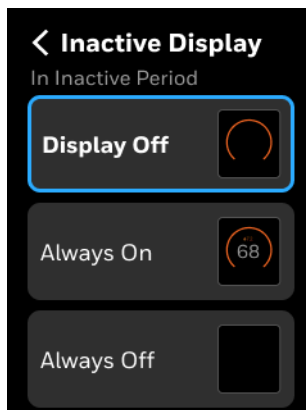 Inactive Display
In Inactive Period
Display Off
Always On
68
Always Off